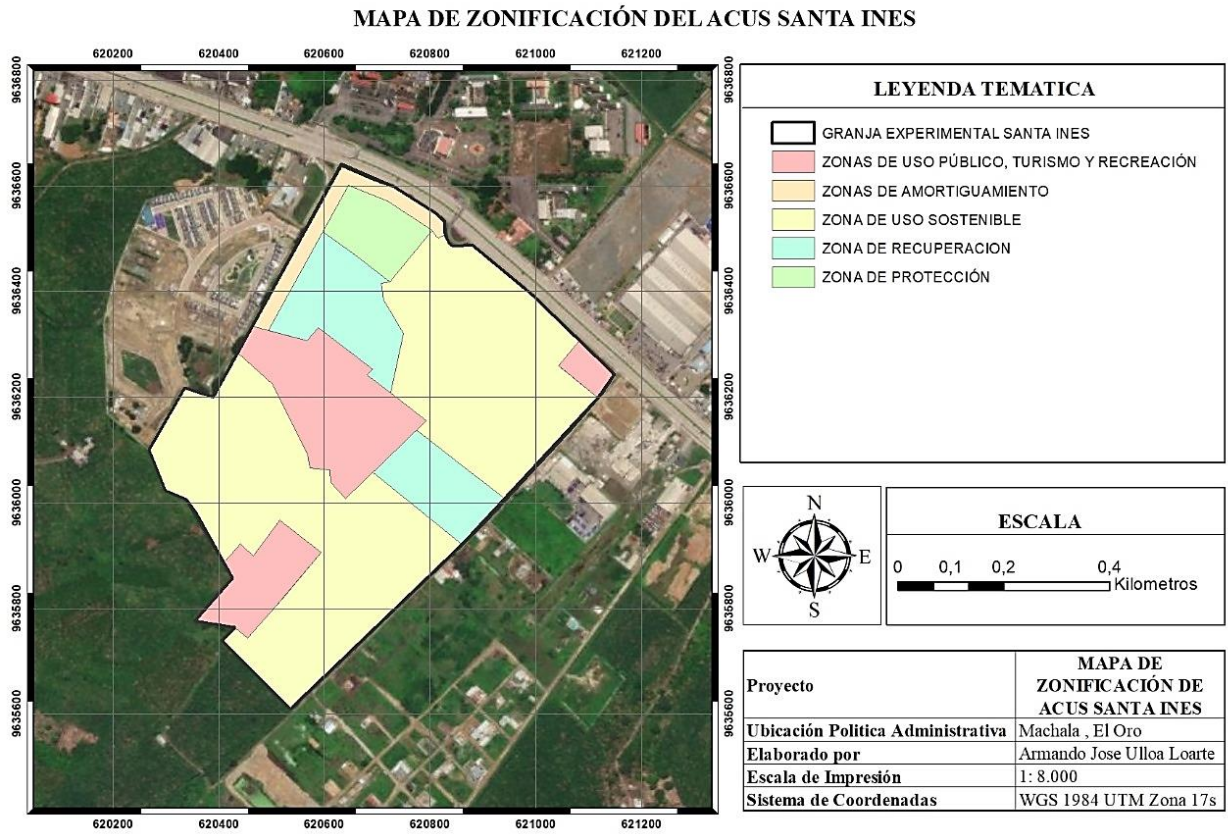 MAPA DE ZONIFICACIÓN DEL ACUS SANTA INES
620200 620400 620600 620800 621000 621200
9636800
9636600
9636400
9636200
9636000
9635800
9635600
9636800
9636600
9636400
9636200
9636000
9635800
9635600
620200 620400 620600 620800 621000 621200
LEYENDA TEMATICA
GRANJA EXPERIMENTAL SANTA INES
ZONAS DE USO PÚBLICO, TURISMO Y RECREACIÓN
ZONAS DE AMORTIGUAMIENTO
ZONA DE USO SOSTENIBLE
ZONA DE RECUPERACION
ZONA DE PROTECCIÓN
N
W E
S
ESCALA
0 0,1 0,2 0,4
Kilometros
Proyecto
MAPA DE
ZONIFICACIÓN DE
ACUS SANTA INES
Ubicación Politica Administrativa Machala , El Oro
Elaborado por Armando Jose Ulloa Loarte
Escala de Impresión 1: 8.000
Sistema de Coordenadas WGS 1984 UTM Zona 17s